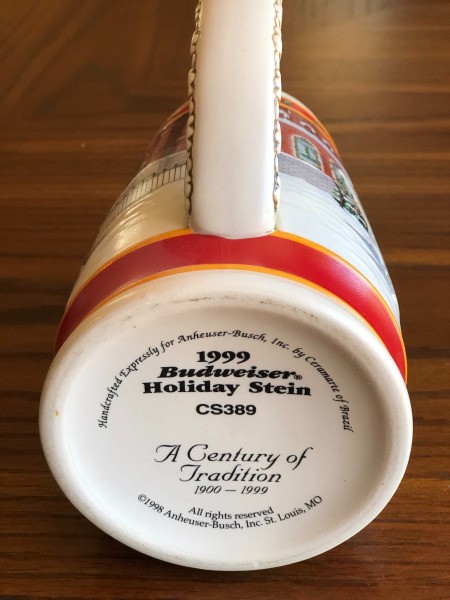 Handcrafted Expressly for Anheuser-Busch, Inc. by Ceramarte of Brazil
1999
Budweiser®
Holiday Stein
CS389
A Century of
Tradition
1900 — 1999
All rights reserved
©1998 Anheuser-Busch, Inc. St. Louis, MO